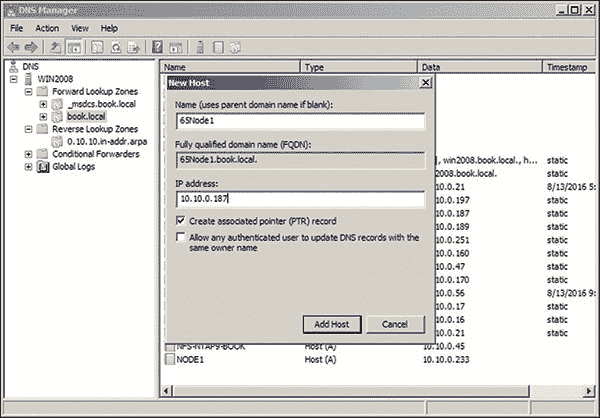 DNS Manager
File Action View Help
DNS
WIN2008
Forward Lookup Zones
_msdcs.book.local
book.local
Reverse Lookup Zones
0.10.10.in-addr.arpa
Conditional Forwarders
Global Logs
Name Type Data Timestamp
New Host
Name (uses parent domain name if blank):
65Node1
Fully qualified domain name (FQDN):
65Node1.book.local.
IP address:
10.10.0.187
Create associated pointer (PTR) record
Allow any authenticated user to update DNS records with the
same owner name
Add Host Cancel
], win2008.book.local., h... static
2008.book.local. static
.10.0.21 8/13/2016 5:
.10.0.197 static
.10.0.187 static
.10.0.189 static
.10.0.251 static
.10.0.160 static
.10.0.47 static
.10.0.170 static
.10.0.56 8/13/2016 9:
.10.0.17 static
.10.0.16 static
.10.0.21 static
NFS-NTAP9-BOOK Host (A) 10.10.0.45
NODE1 Host (A) 10.10.0.233